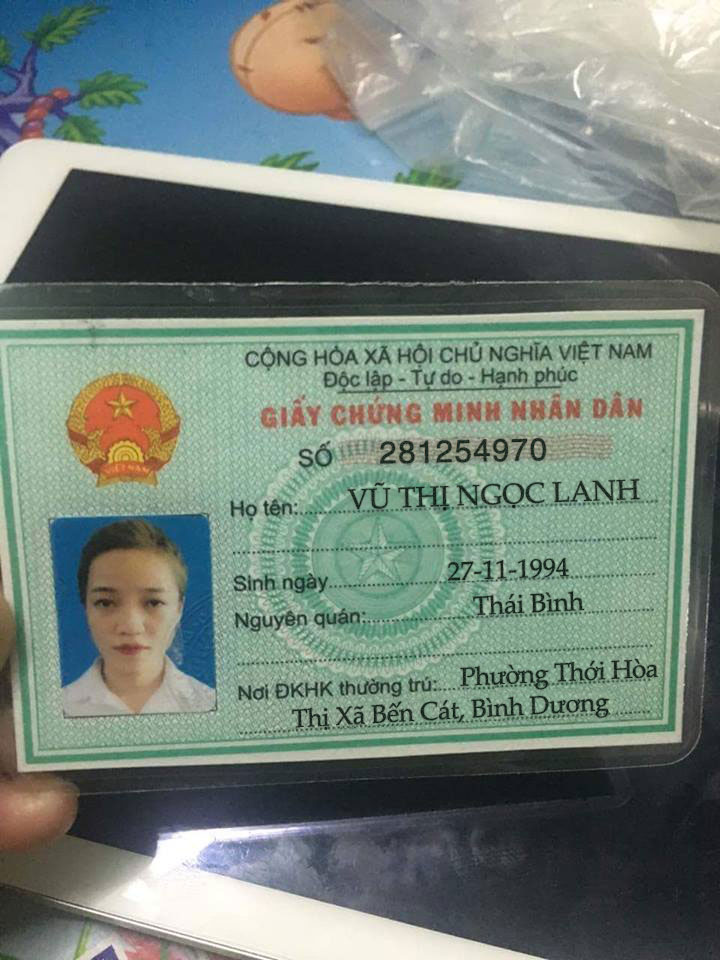 CỘNG HÒA XÃ HỘI CHỦ NGHĨA VIỆT NAM
Độc lập - Tự do - Hạnh phúc
GIẤY CHỨNG MINH NHÂN DÂN
SỐ 281254970
VIỆT NAM
Họ tên: VŨ THỊ NGỌC LANH
Sinh ngày 27-11-1994
Nguyên quán: Thái Bình
Nơi ĐKHK thường trú: Phường Thới Hòa
Thị Xã Bến Cát, Bình Dương